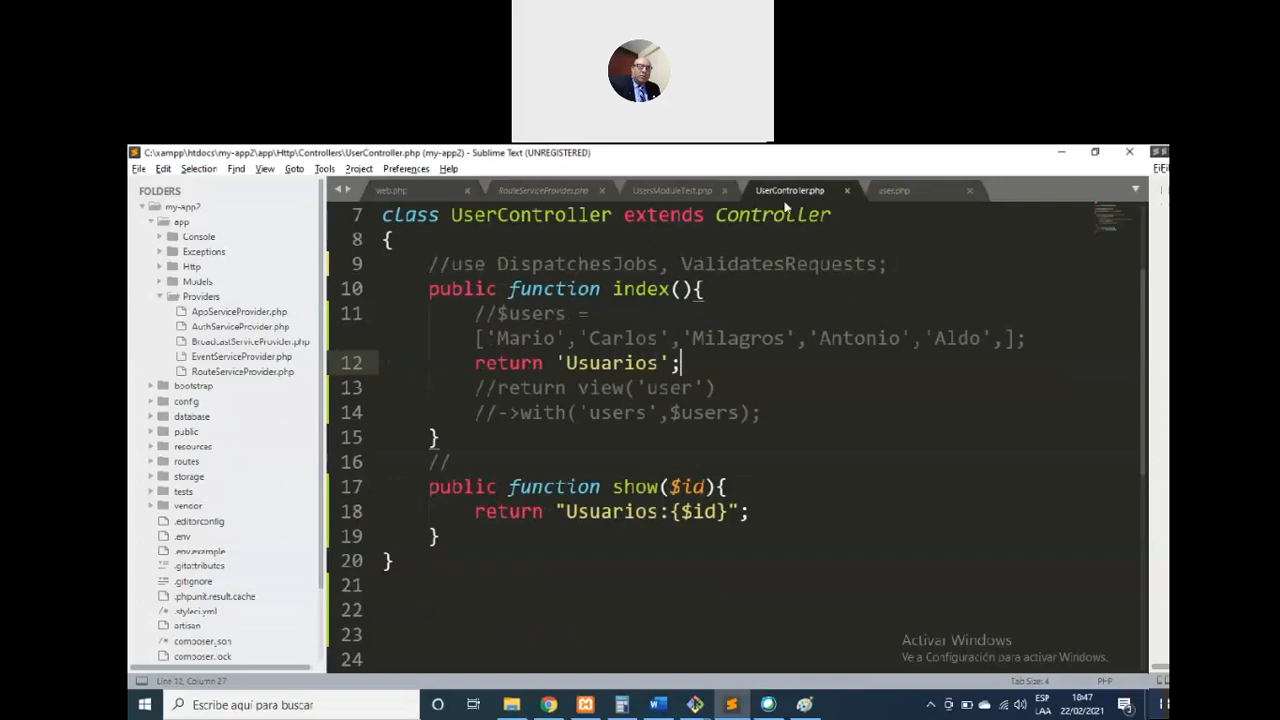 C:\xampp\htdocs\my-app2\app\Http\Controllers\UserController.php (my-app2) - Sublime Text (UNREGISTERED)
File Edit Selection Find View Goto Tools Project Preferences Help
FOLDERS
my-app2
app
Console
Exceptions
Http
Models
Providers
AppServiceProvider.php
AuthServiceProvider.php
BroadcastServiceProvider.php
EventServiceProvider.php
RouteServiceProvider.php
bootstrap
config
database
public
resources
routes
storage
tests
vendor
.editorconfig
.env
.env.example
.gitattributes
.gitignore
.phpunit.result.cache
.styleci.yml
artisan
composer.json
composer.lock
web.php RouteServiceProvider.php UsersModuleTest.php UserController.php user.php
7 class UserController extends Controller
8 {
9 //use DispatchesJobs, ValidatesRequests;
10 public function index(){
11 //$users =
['Mario','Carlos','Milagros','Antonio','Aldo',];
12 return 'Usuarios';
13 //return view('user')
14 //->with('users',$users);
15 }
16 //
17 public function show($id){
18 return "Usuarios:{$id}";
19 }
20 }
21
22
23
24
Activar Windows
Ve a Configuración para activar Windows.
Line 12, Column 27
Tab Size: 4 PHP
Escribe aquí para buscar
ESP
LAA
10:47
22/02/2021